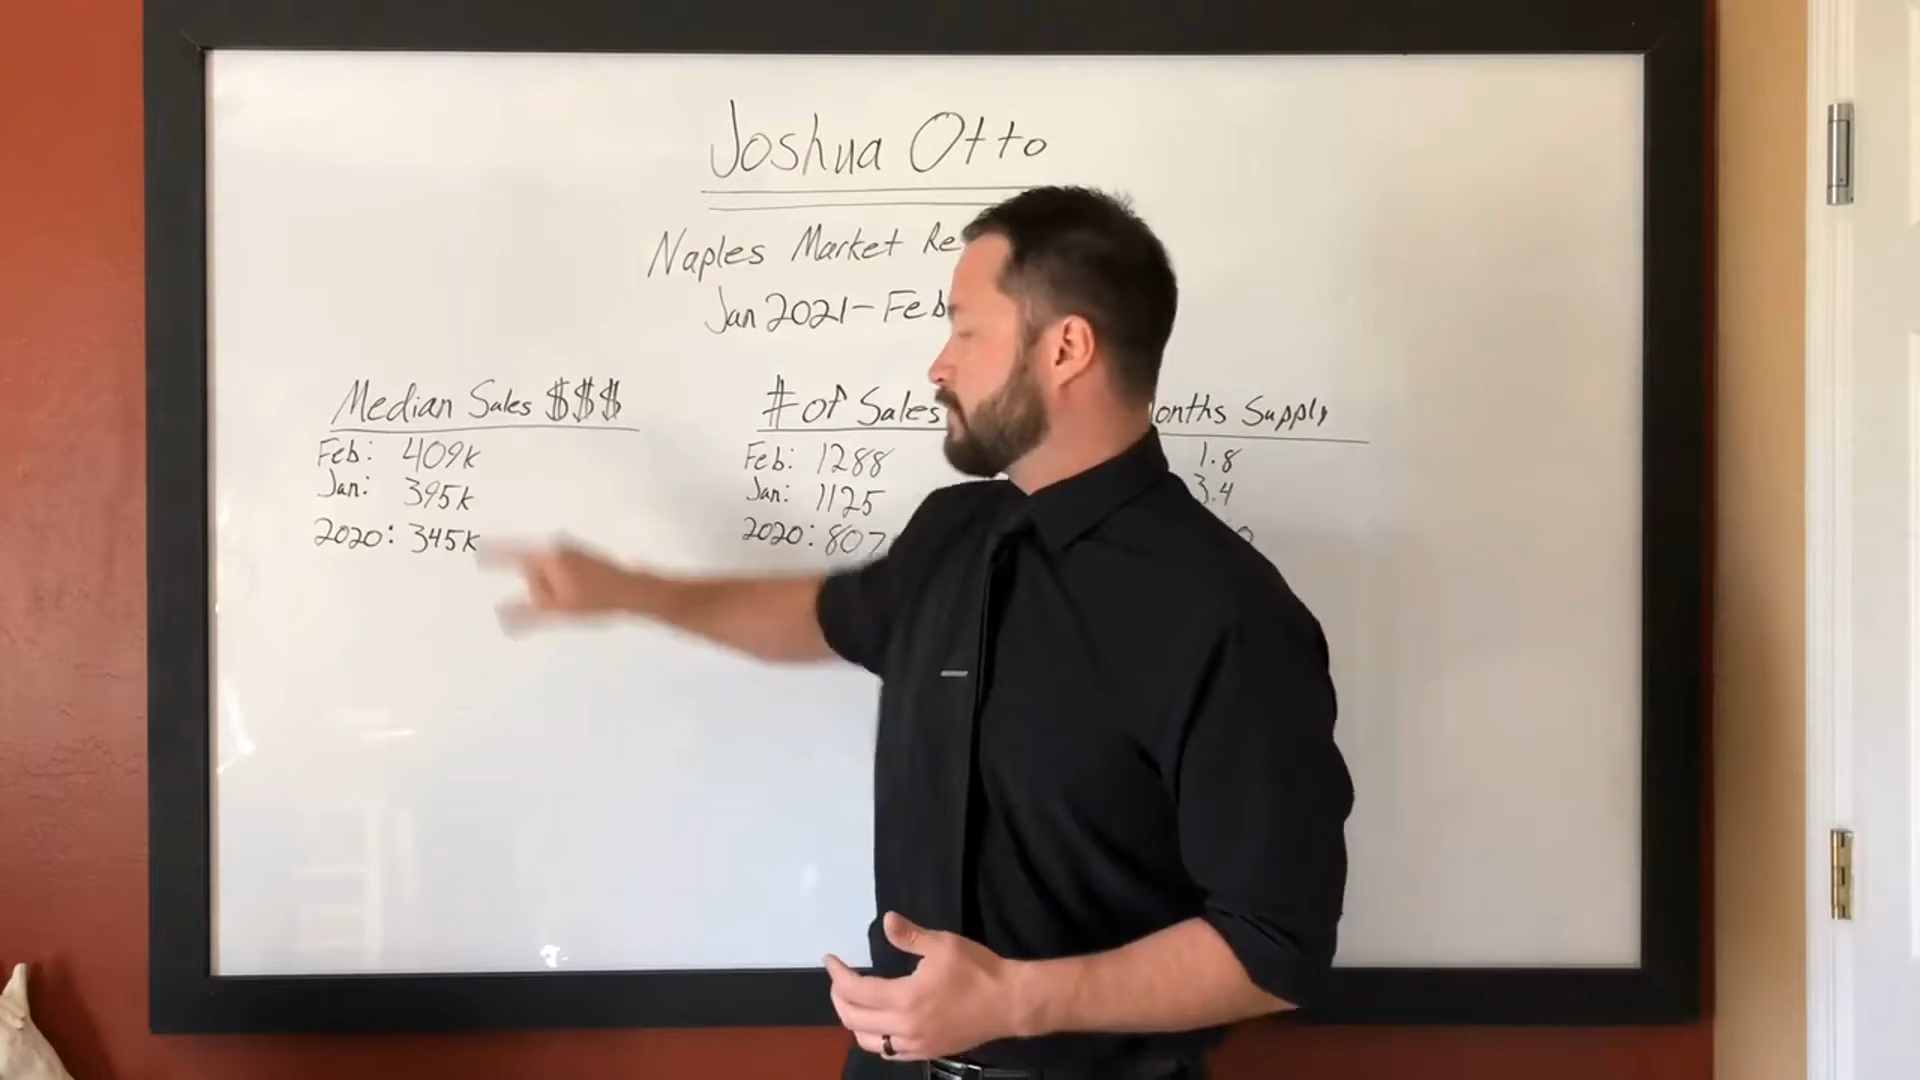 Joshua Otto
Naples Market Re
Jan 2021 - Feb
Median Sales $$$
Feb: 409k
Jan: 395k
2020: 345k
# of Sales
Feb: 1288
Jan: 1125
2020: 807
onths Supply
1.8
3.4